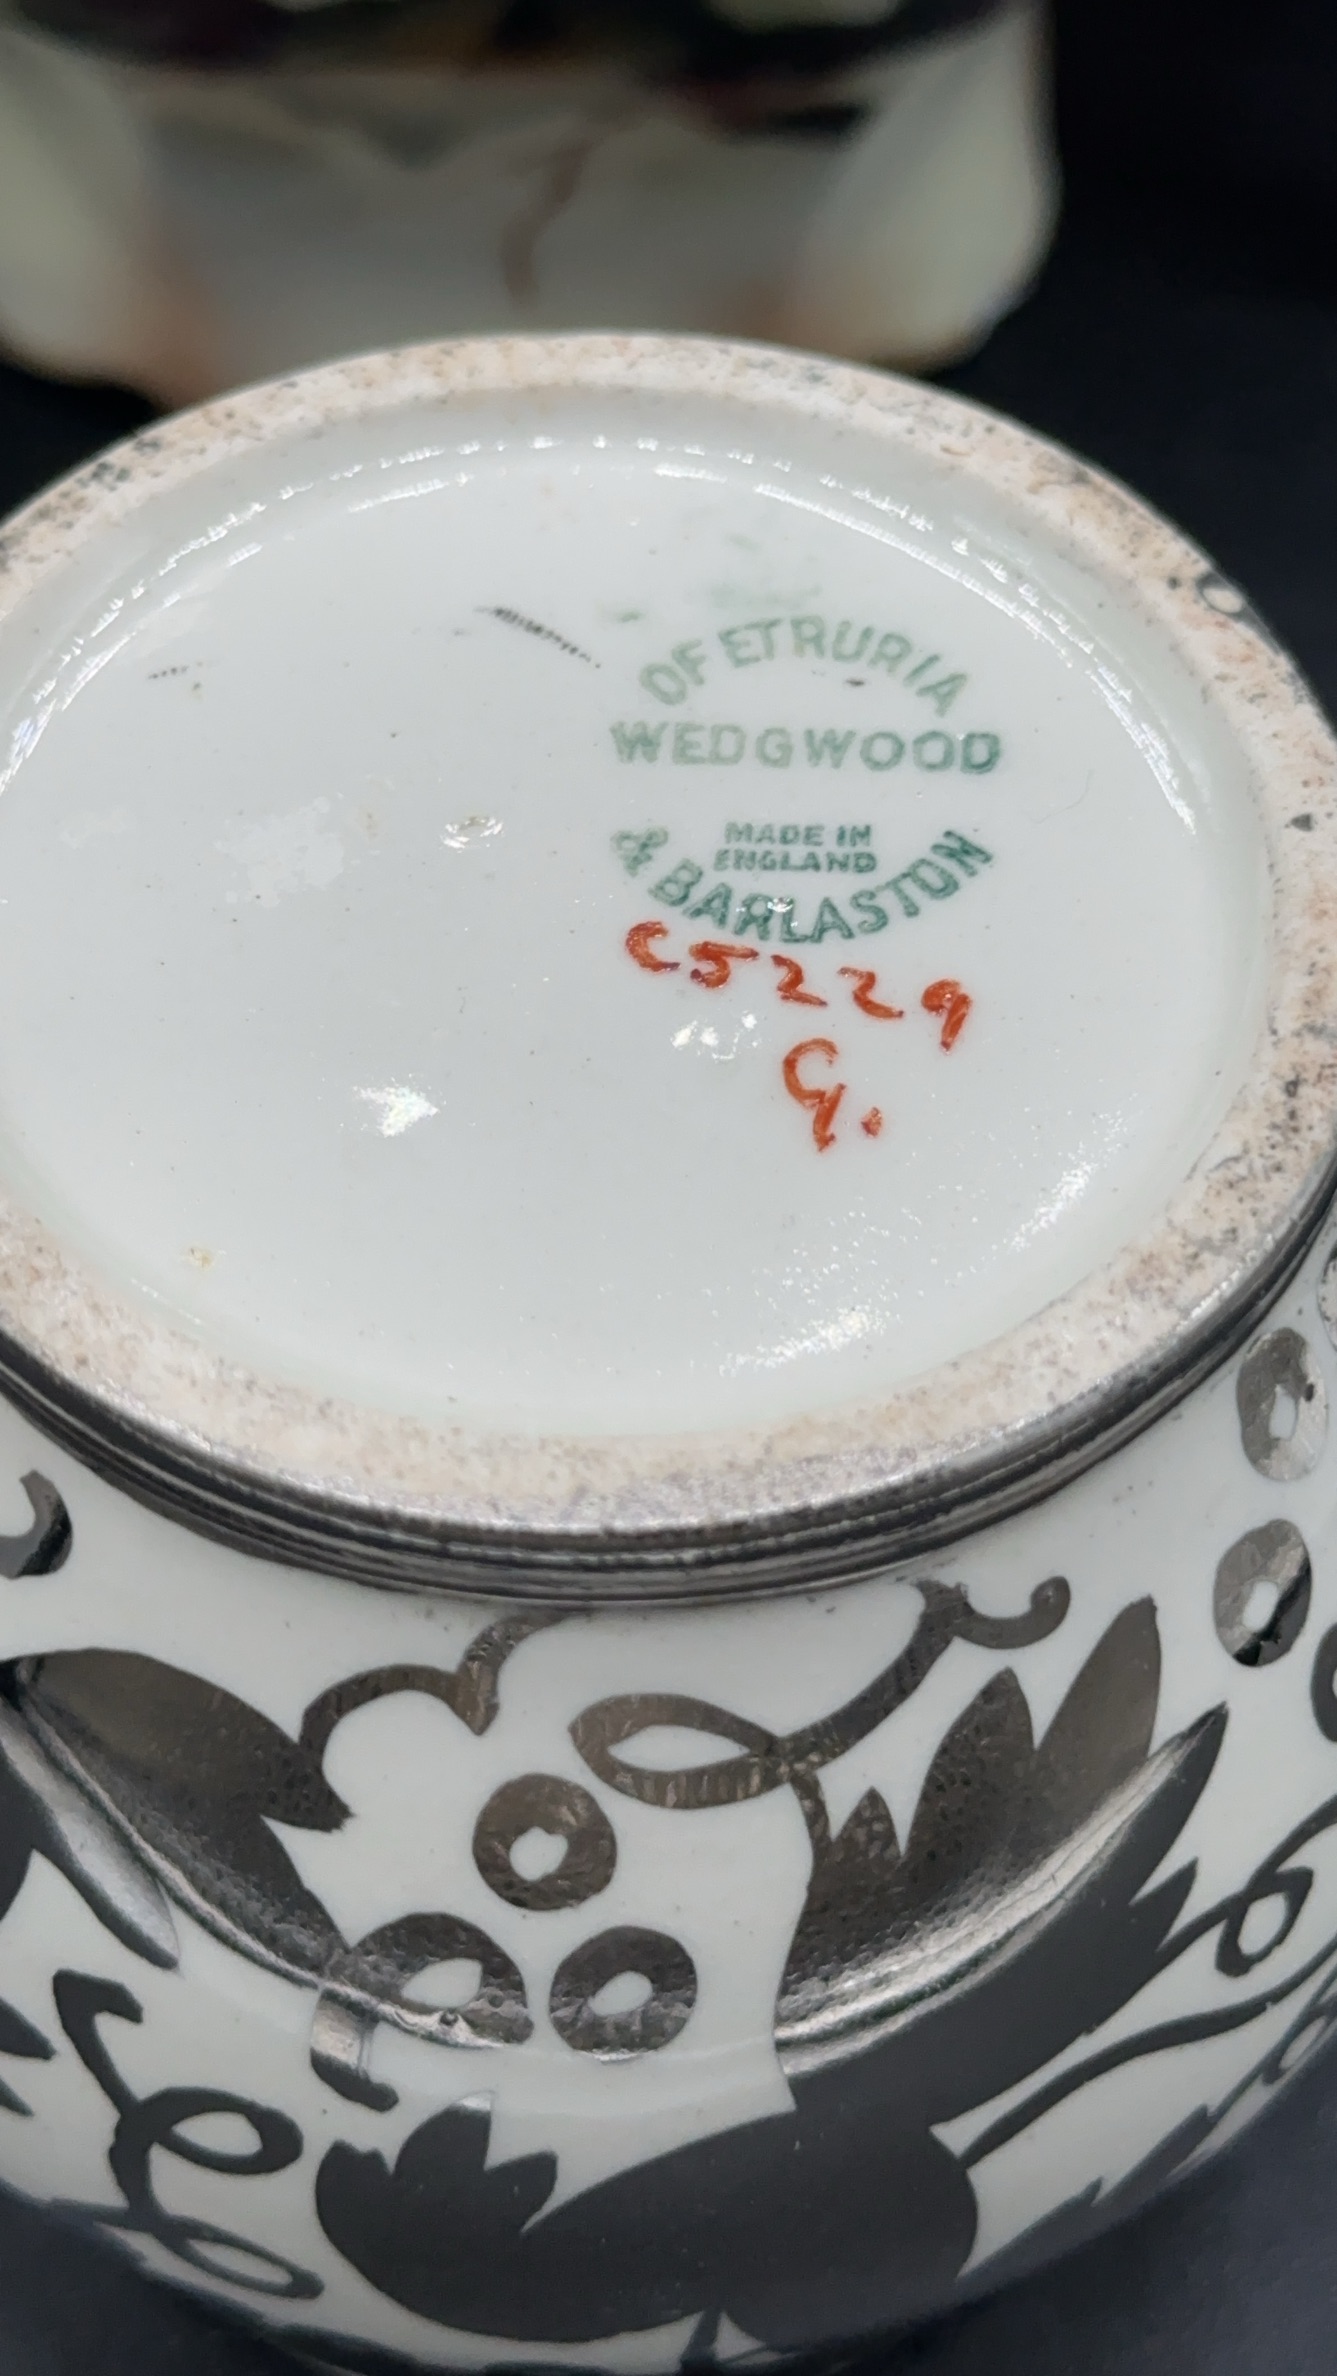 OF ETRURIA
WEDGWOOD
MADE IN
ENGLAND
& BARLASTON
C5229
G.